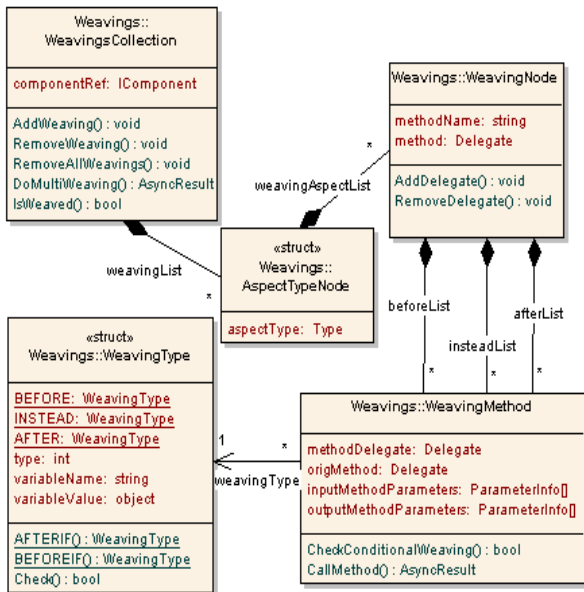 Weavings::
WeavingsCollection
componentRef: IComponent
AddWeaving() : void
RemoveWeaving() : void
RemoveAllWeavings() : void
DoMultiWeaving() : AsyncResult
IsWeaved() : bool
Weavings::WeavingNode
methodName: string
method: Delegate
AddDelegate() : void
RemoveDelegate() : void
*
weavingAspectList
weavingList
*
«struct»
Weavings::
AspectTypeNode
aspectType: Type
beforeList
insteadList
afterList
*
*
*
«struct»
Weavings::WeavingType
BEFORE: WeavingType
INSTEAD: WeavingType
AFTER: WeavingType
type: int
variableName: string
variableValue: object
AFTERIF() : WeavingType
BEFOREIF() : WeavingType
Check() : bool
1
*
weavingType
Weavings::WeavingMethod
methodDelegate: Delegate
origMethod: Delegate
inputMethodParameters: ParameterInfo[]
outputMethodParameters: ParameterInfo[]
CheckConditionalWeaving() : bool
CallMethod() : AsyncResult